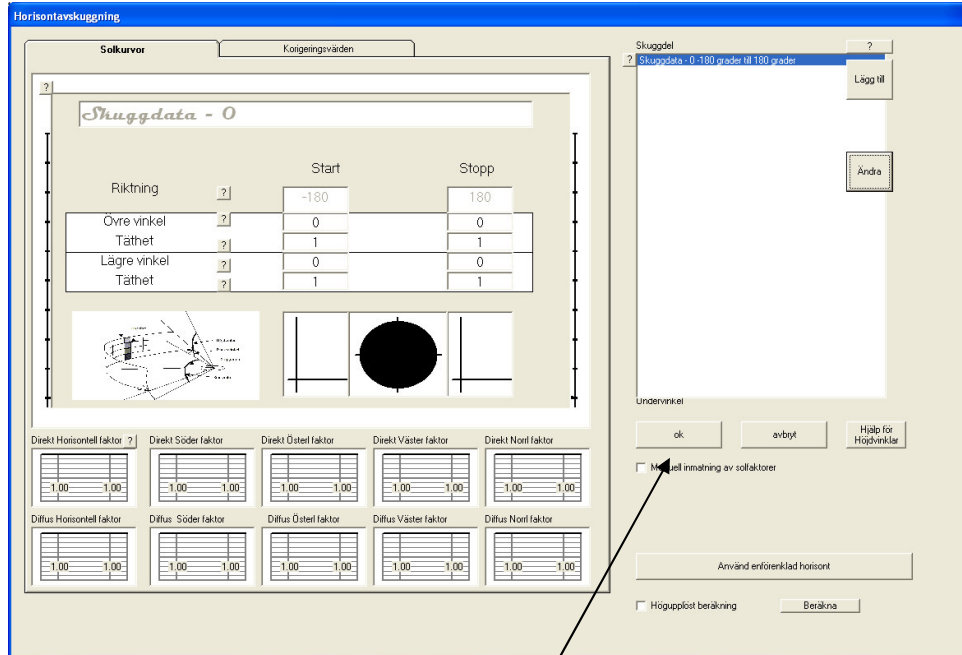 Horisontavskuggning
Solkurvor
Korigeringsvärden
?
Skuggdata - 0
Start Stopp
Riktning ? -180 180
Övre vinkel ? 0 0
Täthet ? 1 1
Lägre vinkel ? 0 0
Täthet ? 1 1
Direkt Horisontell faktor ? Direkt Söder faktor Direkt Österl faktor Direkt Väster faktor Direkt Norrl faktor
1.00 1.00 1.00 1.00 1.00 1.00 1.00 1.00 1.00 1.00
Diffus Horisontell faktor Diffus Söder faktor Diffus Österl faktor Diffus Väster faktor Diffus Norrl faktor
1.00 1.00 1.00 1.00 1.00 1.00 1.00 1.00 1.00 1.00
Skuggdel ?
? Skuggdata - 0 -180 grader till 180 grader
Lägg till
Ändra
Undervinkel
ok avbryt Hjälp för
Höjdvinklar
Manuell inmatning av solfaktorer
Använd enförenklad horisont
Höguppföst beräkning Beräkna